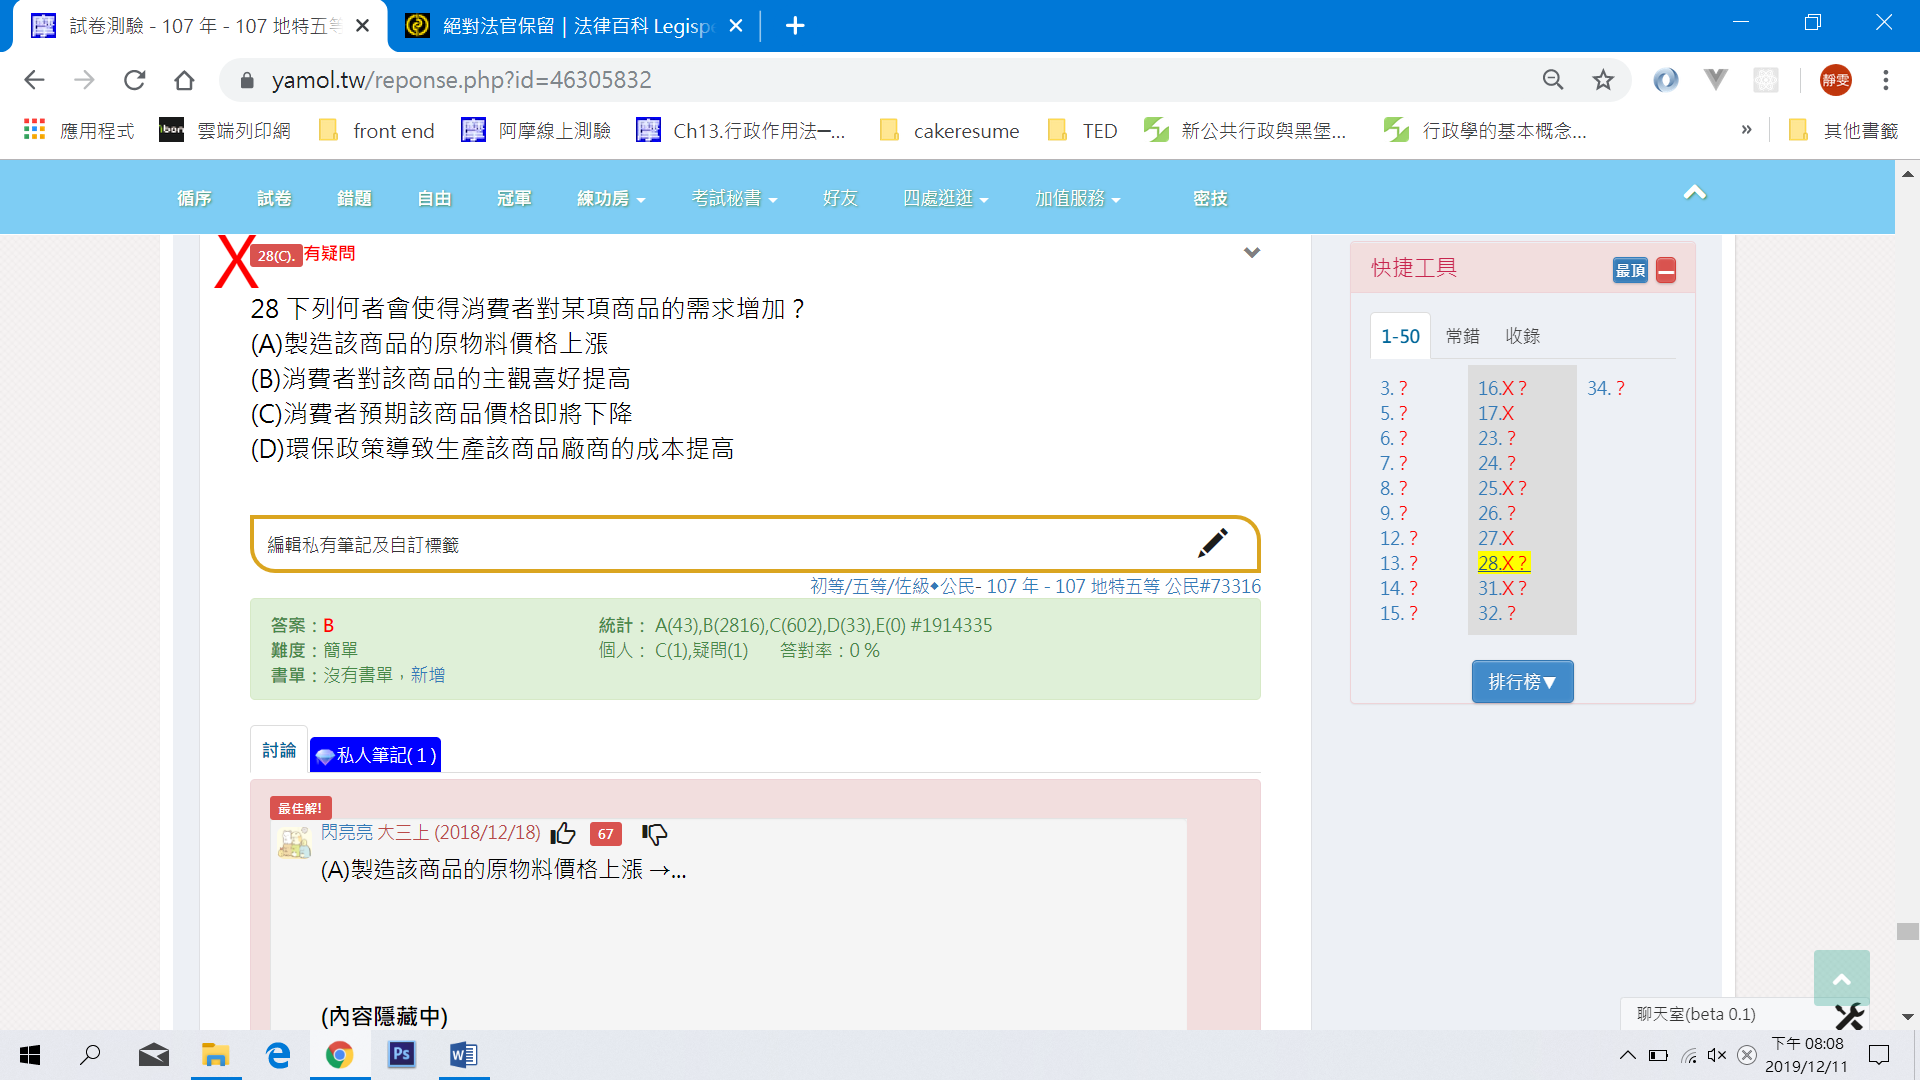 試卷測驗 - 107 年 - 107 地特五等
絕對法官保留 | 法律百科 Legisp
yamol.tw/reponse.php?id=46305832
靜雯
應用程式
ibon
雲端列印網
front end
阿摩線上測驗
Ch13.行政作用法─...
cakeresume
TED
新公共行政與黑堡...
行政學的基本概念...
»
其他書籤
循序
試卷
錯題
自由
冠軍
練功房
考試秘書
好友
四處逛逛
加值服務
密技
X
28(C).
有疑問
28 下列何者會使得消費者對某項商品的需求增加？
(A)製造該商品的原物料價格上漲
(B)消費者對該商品的主觀喜好提高
(C)消費者預期該商品價格即將下降
(D)環保政策導致生產該商品廠商的成本提高
編輯私有筆記及自訂標籤
初等/五等/佐級◆公民- 107 年 - 107 地特五等 公民#73316
答案：B
難度：簡單
書單：沒有書單，新增
統計： A(43),B(2816),C(602),D(33),E(0) #1914335
個人： C(1),疑問(1) 答對率：0 %
討論
私人筆記( 1 )
最佳解!
閃亮亮 大三上 (2018/12/18)
67
(A)製造該商品的原物料價格上漲 →...
(內容隱藏中)
快捷工具
最頂
1-50
常錯
收錄
3. ?
5. ?
6. ?
7. ?
8. ?
9. ?
12. ?
13. ?
14. ?
15. ?
16.X ?
17.X
23. ?
24. ?
25.X ?
26. ?
27.X
28.X ?
31.X ?
32. ?
34. ?
排行榜▼
聊天室(beta 0.1)
Ps
下午 08:08
2019/12/11